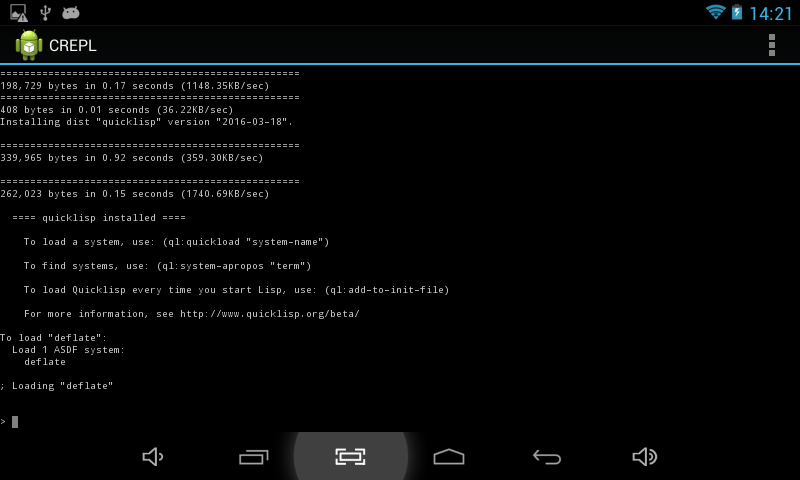 14:21
CREPL
==================================================
198,729 bytes in 0.17 seconds (1148.35KB/sec)
==================================================
408 bytes in 0.01 seconds (36.22KB/sec)
Installing dist "quicklisp" version "2016-03-18".
==================================================
339,965 bytes in 0.92 seconds (359.30KB/sec)
==================================================
262,023 bytes in 0.15 seconds (1740.69KB/sec)
==== quicklisp installed ====
To load a system, use: (ql:quickload "system-name")
To find systems, use: (ql:system-apropos "term")
To load Quicklisp every time you start Lisp, use: (ql:add-to-init-file)
For more information, see http://www.quicklisp.org/beta/
To load "deflate":
Load 1 ASDF system:
deflate
; Loading "deflate"
>